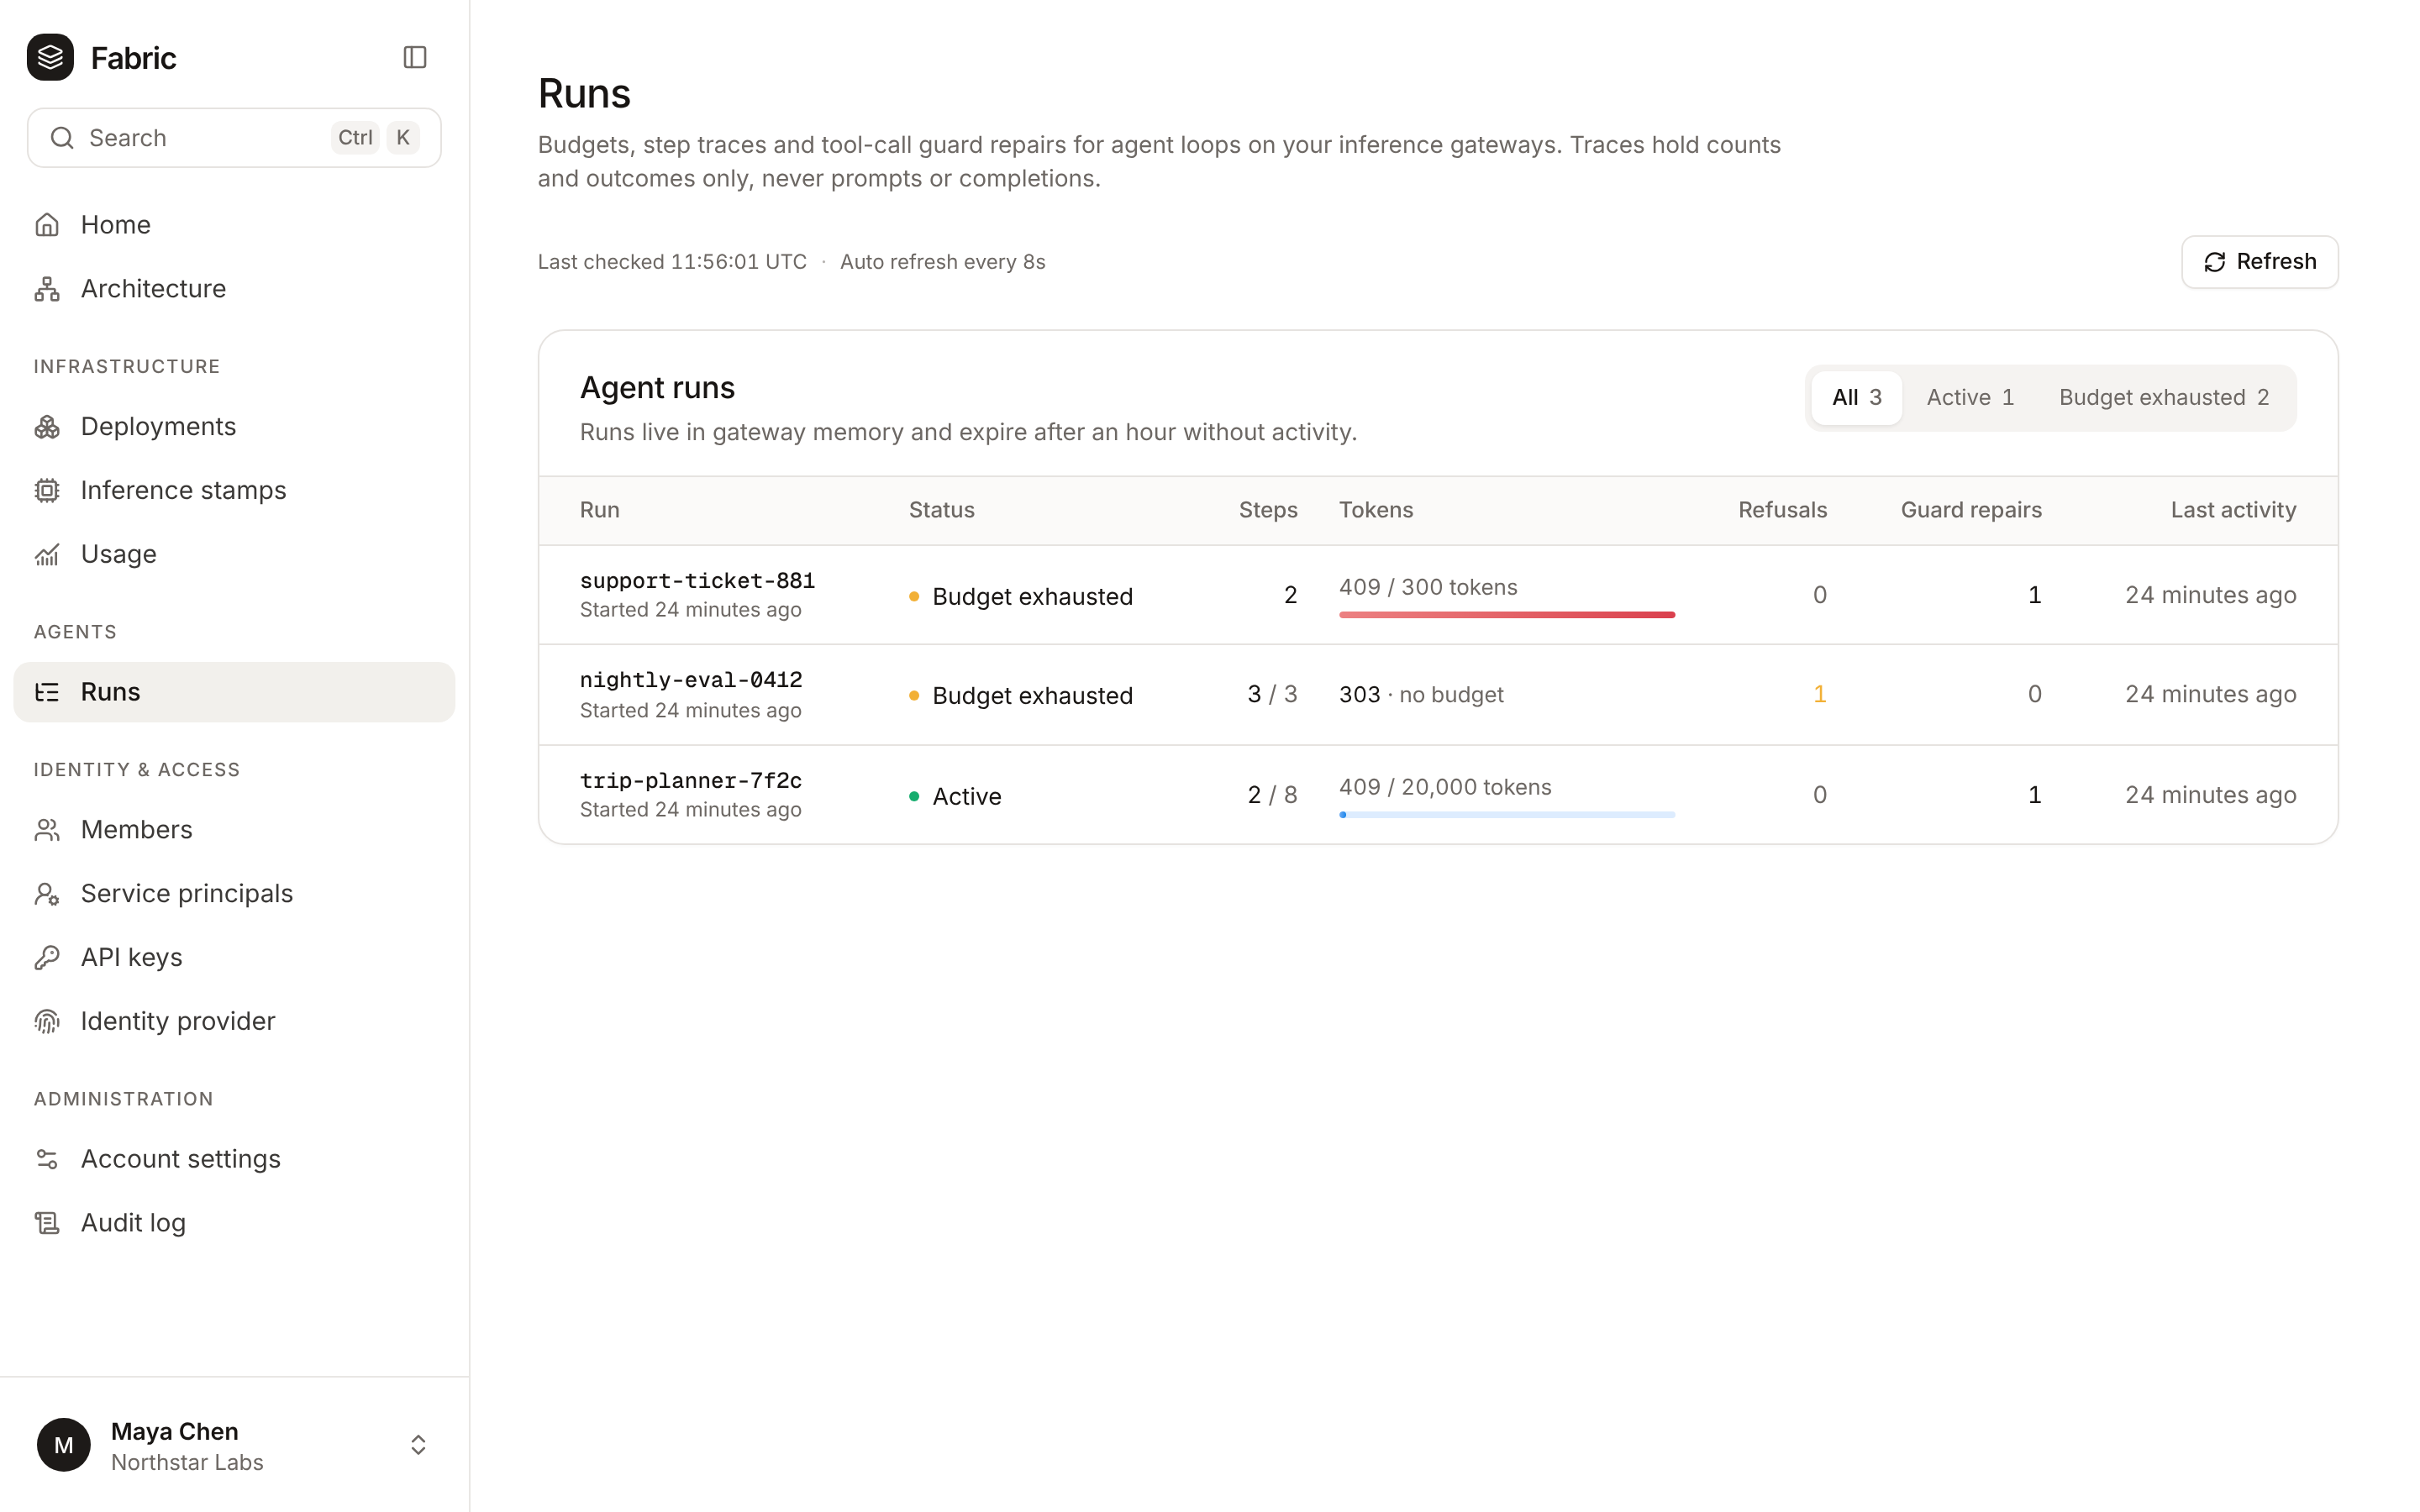 Fabric
Search Ctrl K
Home
Architecture
INFRASTRUCTURE
Deployments
Inference stamps
Usage
AGENTS
Runs
IDENTITY & ACCESS
Members
Service principals
API keys
Identity provider
ADMINISTRATION
Account settings
Audit log
M
Maya Chen
Northstar Labs
Runs
Budgets, step traces and tool-call guard repairs for agent loops on your inference gateways. Traces hold counts
and outcomes only, never prompts or completions.
Last checked 11:56:01 UTC · Auto refresh every 8s
Refresh
Agent runs
Runs live in gateway memory and expire after an hour without activity.
All 3 Active 1 Budget exhausted 2
Run Status Steps Tokens Refusals Guard repairs Last activity
support-ticket-881
Started 24 minutes ago
Budget exhausted 2 409 / 300 tokens 0 1 24 minutes ago
nightly-eval-0412
Started 24 minutes ago
Budget exhausted 3 / 3 303 · no budget 1 0 24 minutes ago
trip-planner-7f2c
Started 24 minutes ago
Active 2 / 8 409 / 20,000 tokens 0 1 24 minutes ago